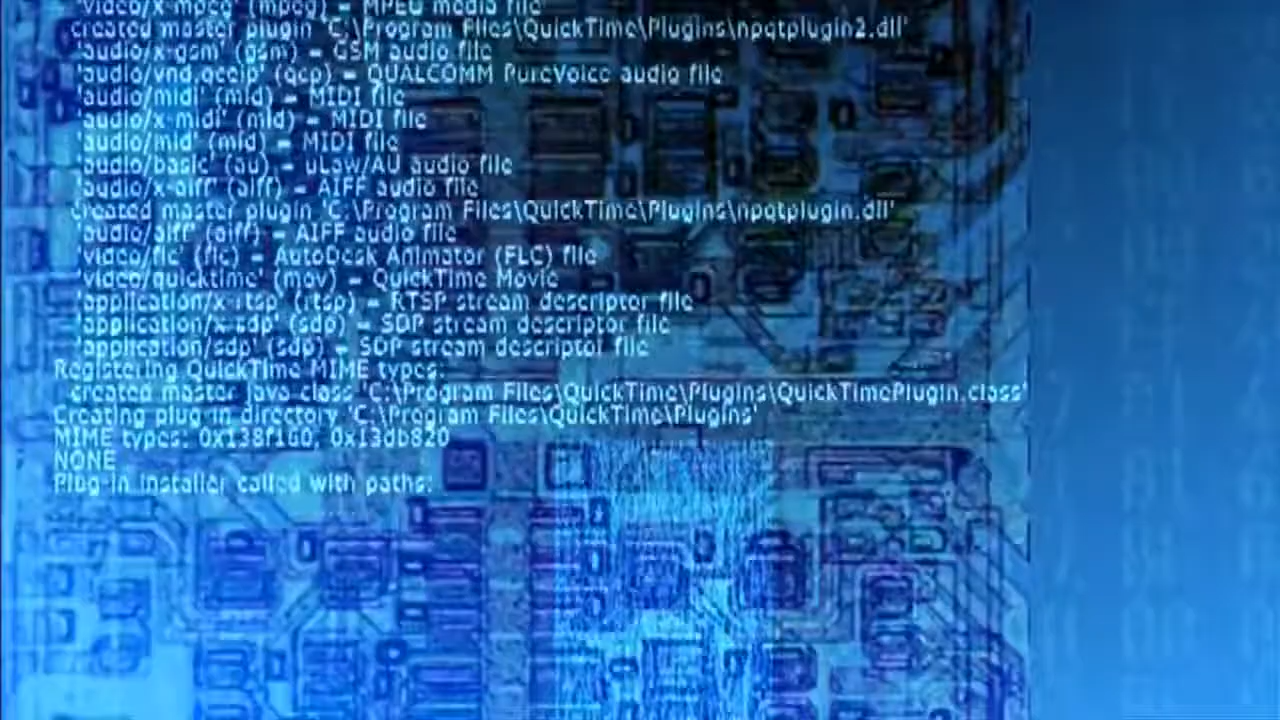 'video/x-mpeg' (mpeg) - MPEG media file'
created master plugin 'C:\Program Files\QuickTime\Plugins\npqtplugin2.dll'
'audio/x-gsm' (gsm) - GSM audio file
'audio/vnd.qcelp' (qcp) - QUALCOMM PureVoice audio file
'audio/midi' (mid) - MIDI file
'audio/x-midi' (mid) - MIDI file
'audio/mid' (mid) - MIDI file
'audio/basic' (au) - uLaw/AU audio file
'audio/x-aiff' (aiff) - AIFF audio file
created master plugin 'C:\Program Files\QuickTime\Plugins\npqtplugin.dll'
'audio/aiff' (aiff) - AIFF audio file
'video/flc' (flc) - AutoDesk Animator (FLC) file
'video/quicktime' (mov) - QuickTime Movie
'application/x-rtsp' (rtsp) - RTSP stream descriptor file
'application/x-sdp' (sdp) - SDP stream descriptor file
'application/sdp' (sdp) - SDP stream descriptor file
Registering QuickTime MIME types:
created master java class 'C:\Program Files\QuickTime\Plugins\QuickTimePlugin.class'
Creating plug-in directory 'C:\Program Files\QuickTime\Plugins'
MIME types: 0x138f160, 0x13db820
NONE
Plug-in installer called with paths: